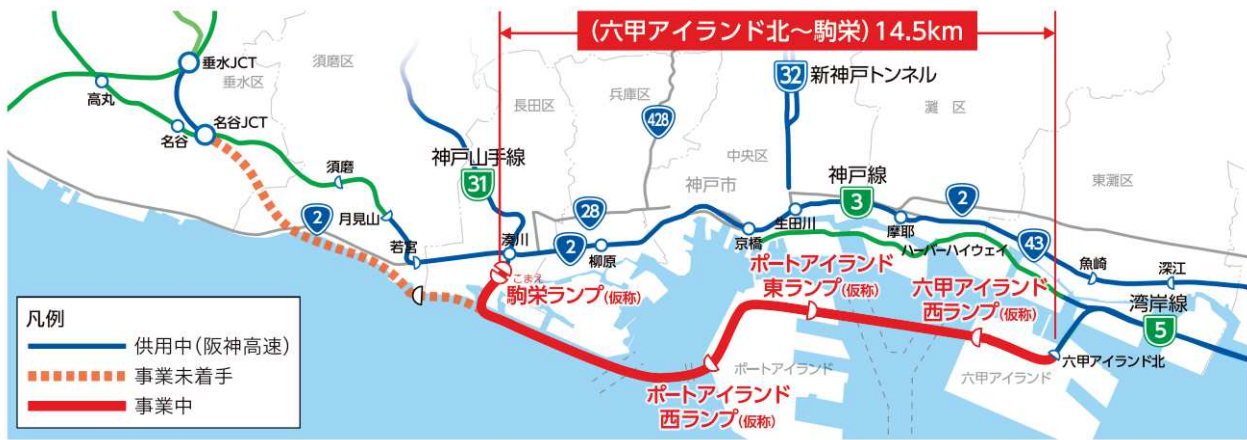 (六甲アイランド北～駒栄) 14.5km
垂水JCT
須磨区
垂水区
高丸
名谷
名谷JCT
須磨
月見山
2
若宮
神戸山手線
31
長田区
兵庫区
428
32
新神戸トンネル
灘区
中央区
神戸市
神戸線
3
2
東灘区
28
湊川
2
柳原
京橋
生田川
摩耶
ハーバーハイウェイ
43
魚崎
深江
湾岸線
5
こまえ
駒栄ランプ(仮称)
ポートアイランド
東ランプ(仮称)
六甲アイランド
西ランプ(仮称)
六甲アイランド北
ポートアイランド
六甲アイランド
ポートアイランド
西ランプ(仮称)
凡例
供用中(阪神高速)
事業未着手
事業中